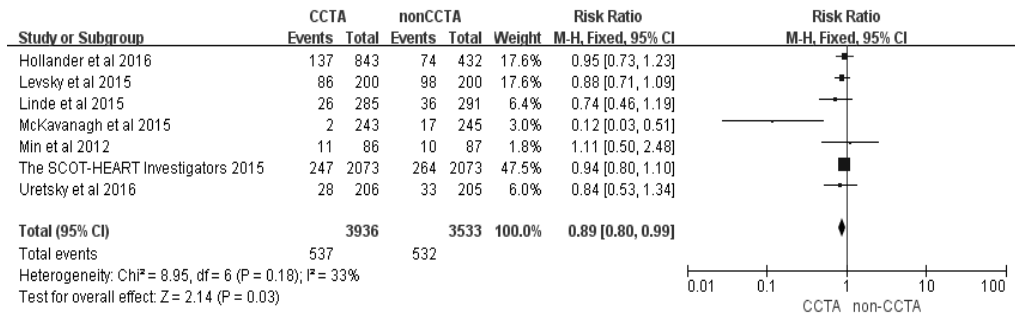 CCTA nonCCTA Risk Ratio Risk Ratio
Study or Subgroup Events Total Events Total Weight M-H, Fixed, 95% CI M-H, Fixed, 95% CI
Hollander et al 2016 137 843 74 432 17.6% 0.95 [0.73, 1.23]
Levsky et al 2015 86 200 98 200 17.6% 0.88 [0.71, 1.09]
Linde et al 2015 26 285 36 291 6.4% 0.74 [0.46, 1.19]
McKavanagh et al 2015 2 243 17 245 3.0% 0.12 [0.03, 0.51]
Min et al 2012 11 86 10 87 1.8% 1.11 [0.50, 2.48]
The SCOT-HEART Investigators 2015 247 2073 264 2073 47.5% 0.94 [0.80, 1.10]
Uretsky et al 2016 28 206 33 205 6.0% 0.84 [0.53, 1.34]
Total (95% CI) 3936 3533 100.0% 0.89 [0.80, 0.99]
Total events 537 532
Heterogeneity: Chi² = 8.95, df = 6 (P = 0.18); I² = 33%
Test for overall effect: Z = 2.14 (P = 0.03)
0.01 0.1 1 10 100
CCTA non-CCTA